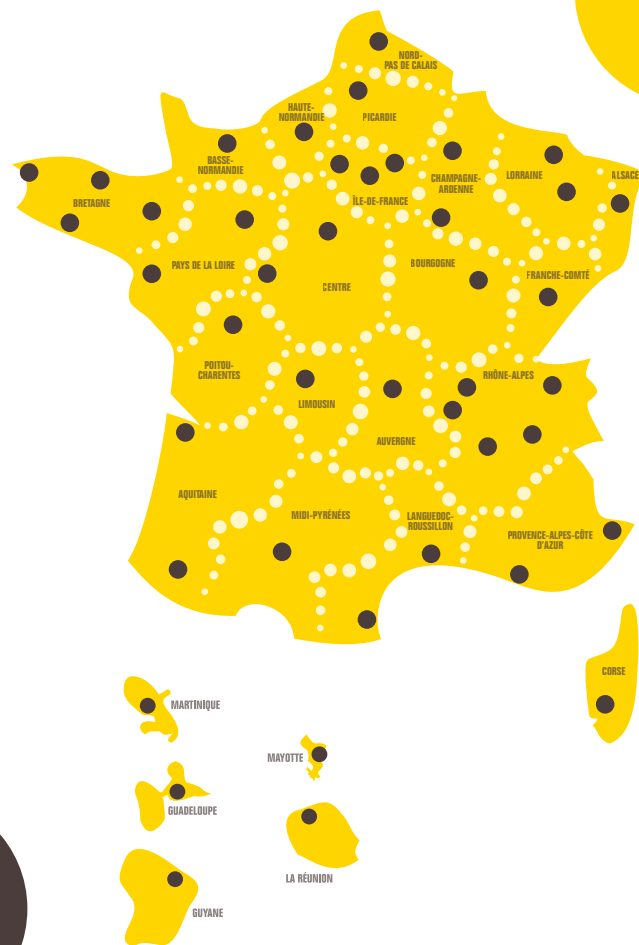 NORD-
PAS DE CALAIS
HAUTE-
NORMANDIE
PICARDIE
BASSE-
NORMANDIE
CHAMPAGNE-
ARDENNE
LORRAINE
ALSACE
BRETAGNE
ÎLE-DE-FRANCE
PAYS DE LA LOIRE
CENTRE
BOURGOGNE
FRANCHE-COMTÉ
POITOU-
CHARENTES
LIMOUSIN
RHÔNE-ALPES
AUVERGNE
AQUITAINE
MIDI-PYRÉNÉES
LANGUEDOC-
ROUSSILLON
PROVENCE-ALPES-CÔTE
D'AZUR
CORSE
MARTINIQUE
MAYOTTE
GUADELOUPE
LA RÉUNION
GUYANE